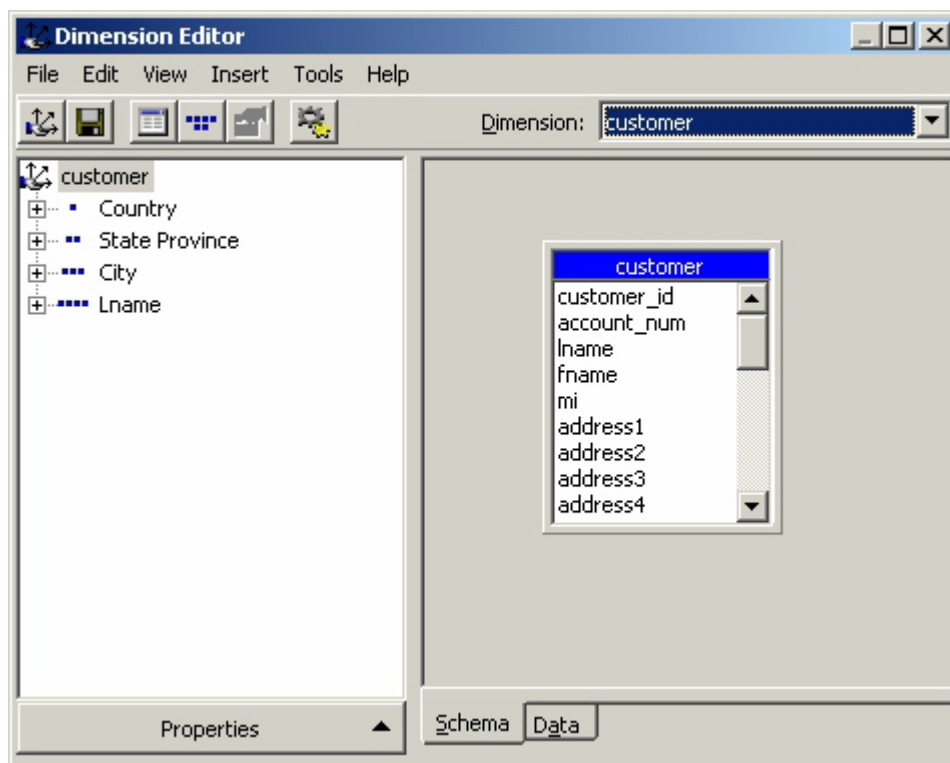 Dimension Editor
File Edit View Insert Tools Help
Dimension: customer
customer
Country
State Province
City
Lname
customer
customer_id
account_num
lname
fname
mi
address1
address2
address3
address4
Properties
Schema Data